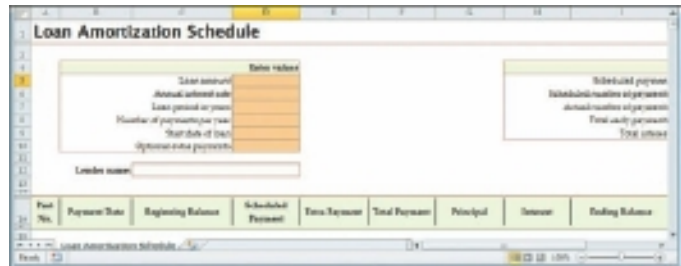 Loan Amortization Schedule
Enter values
Loan amount
Annual interest rate
Loan period in years
Number of payments per year
Start date of loan
Optional extra payments
Scheduled payment
Scheduled number of payments
Actual number of payments
Total early payments
Total interest
Lender name:
Pmt No. Payment Date Beginning Balance Scheduled Payment Extra Payment Total Payment Principal Interest Ending Balance
Loan Amortization Schedule
Ready 100%